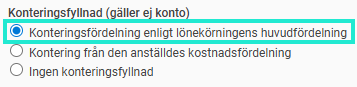 Konteringsfyllnad (gäller ej konto)
Konteringsfördelning enligt lönekörningens huvudfördelning
Kontering från den anställdes kostnadsfördelning
Ingen konteringsfyllnad